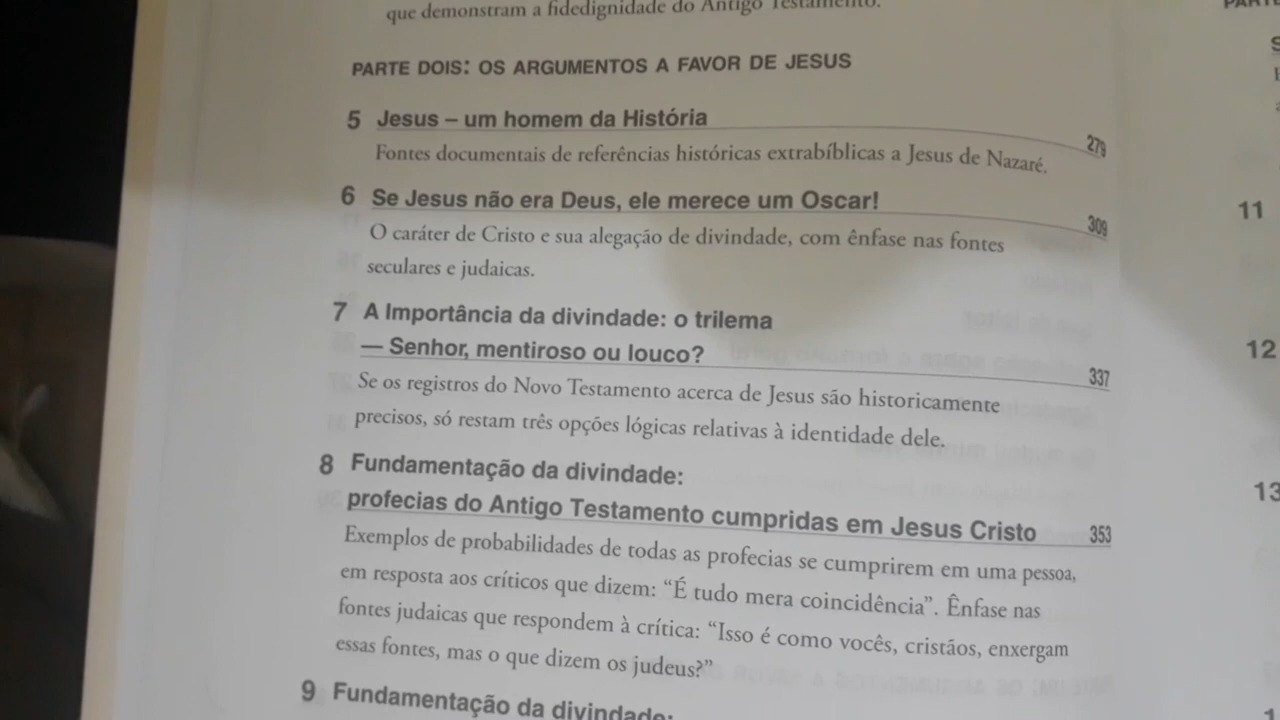 que demonstram a fidedignidade do Antigo Testamento.
PARTE DOIS: OS ARGUMENTOS A FAVOR DE JESUS
5 Jesus – um homem da História 279
Fontes documentais de referências históricas extrabíblicas a Jesus de Nazaré.
6 Se Jesus não era Deus, ele merece um Oscar! 309
O caráter de Cristo e sua alegação de divindade, com ênfase nas fontes
seculares e judaicas.
7 A Importância da divindade: o trilema
— Senhor, mentiroso ou louco? 337
Se os registros do Novo Testamento acerca de Jesus são historicamente
precisos, só restam três opções lógicas relativas à identidade dele.
8 Fundamentação da divindade:
profecias do Antigo Testamento cumpridas em Jesus Cristo 353
Exemplos de probabilidades de todas as profecias se cumprirem em uma pessoa,
em resposta aos críticos que dizem: “É tudo mera coincidência”. Ênfase nas
fontes judaicas que respondem à crítica: “Isso é como vocês, cristãos, enxergam
essas fontes, mas o que dizem os judeus?”
9 Fundamentação da divindade:
11
12
13